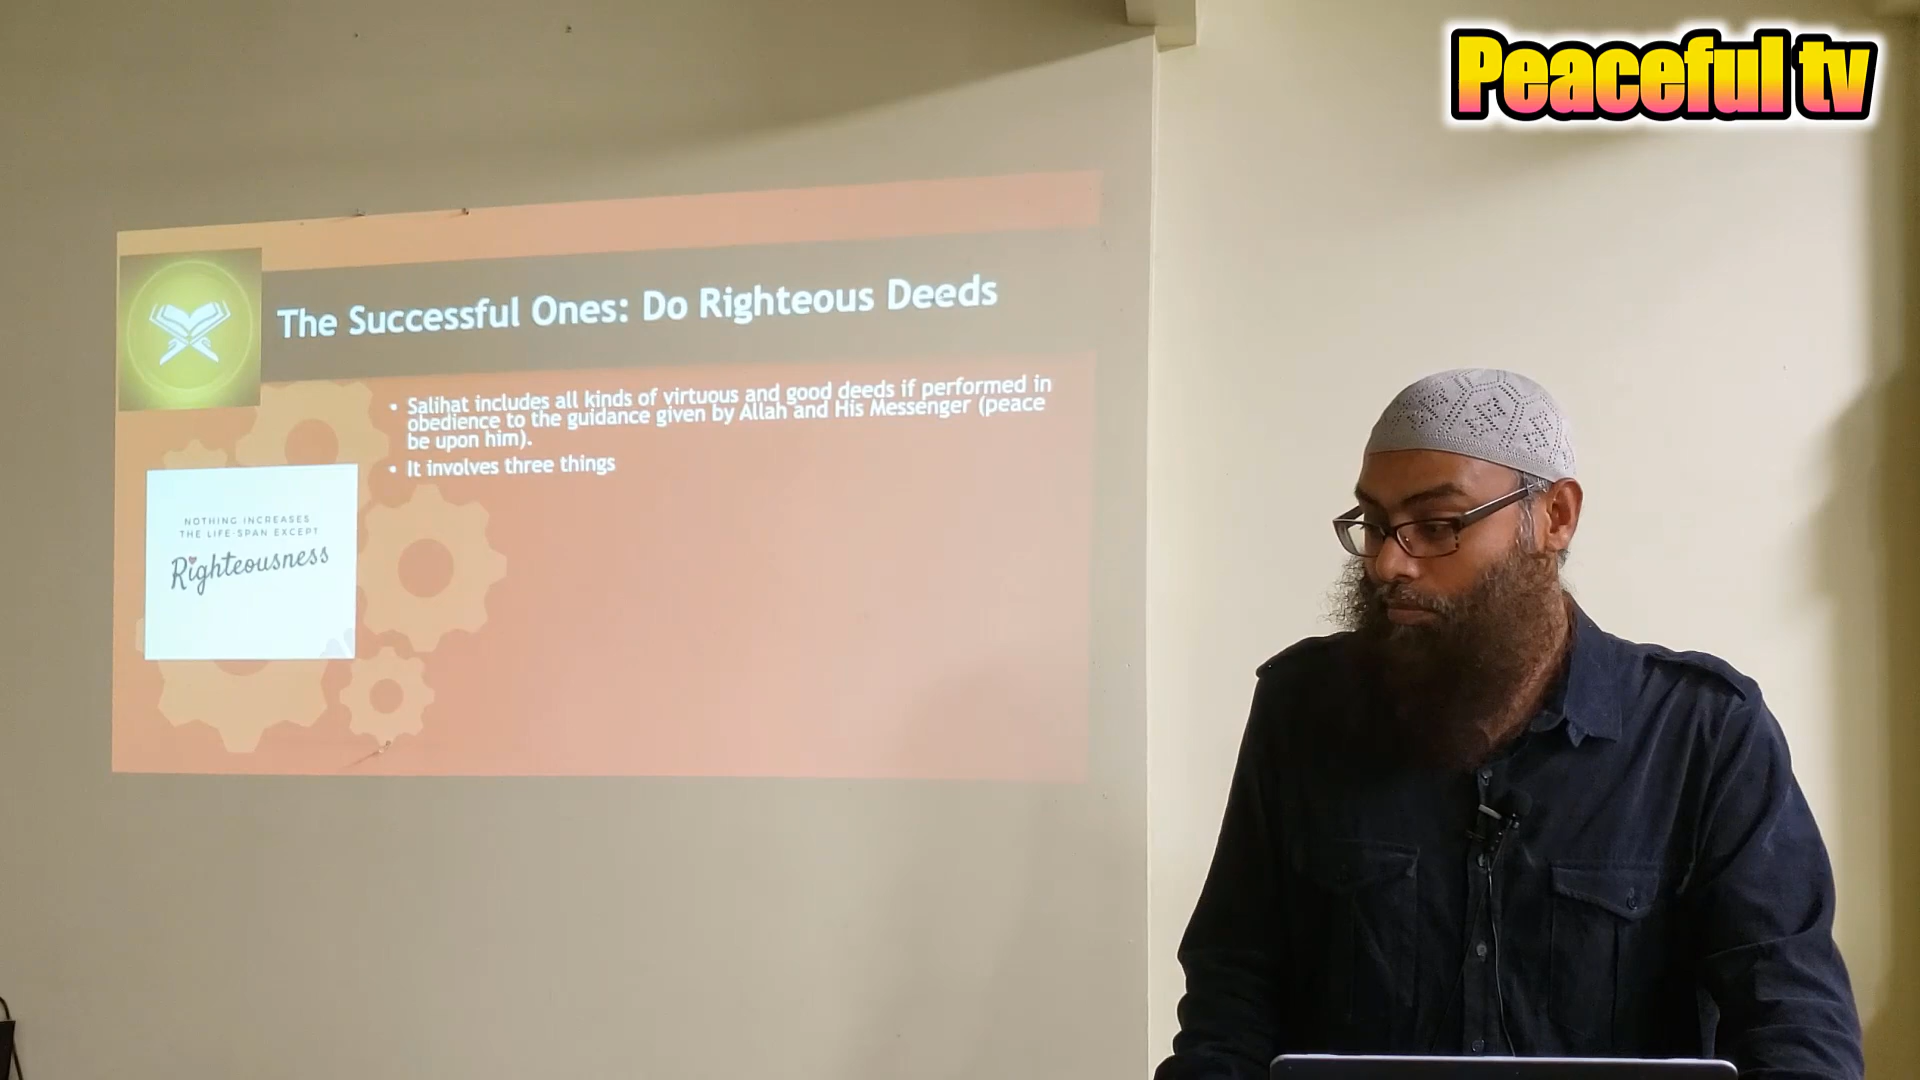 Peaceful tv
The Successful Ones: Do Righteous Deeds
• Salihat includes all kinds of virtuous and good deeds if performed in
obedience to the guidance given by Allah and His Messenger (peace
be upon him).
• It involves three things
NOTHING INCREASES
THE LIFE-SPAN EXCEPT
Righteousness